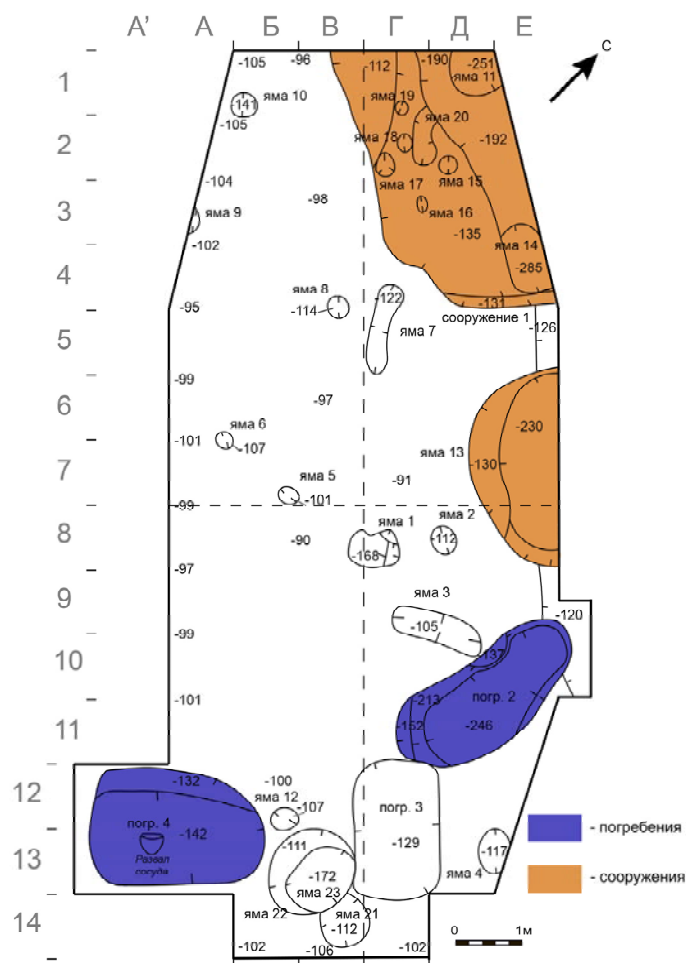 А' А Б В Г Д Е
С
1
-105 -96 -112 -190 -251
яма 11
-141 яма 10 яма 19
-105 яма 20
2
яма 18 -192
-104 яма 17 яма 15
3
-98 яма 16
яма 9 -135
-102 яма 14
4
-285
яма 8 -122 -131
-95 -114 сооружение 1
-126
5
яма 7
-99
6
-97
яма 6 -230
-101 -107
яма 13
7
-130
яма 5 -91
-99 -101
яма 1 яма 2
8
-90 -112
-168
-97
9
яма 3
-120
-105
-99
10
-137
погр. 2
-101 -213
11
-162 -246
-132 -100
12
яма 12 -107 погр. 3
погр. 4
-142 - погребения
-111 -129
13
Развал -117
сосуда -172 яма 4 - сооружения
яма 23
яма 22 яма 21
14
-112 0 1м
-102 -106 -102